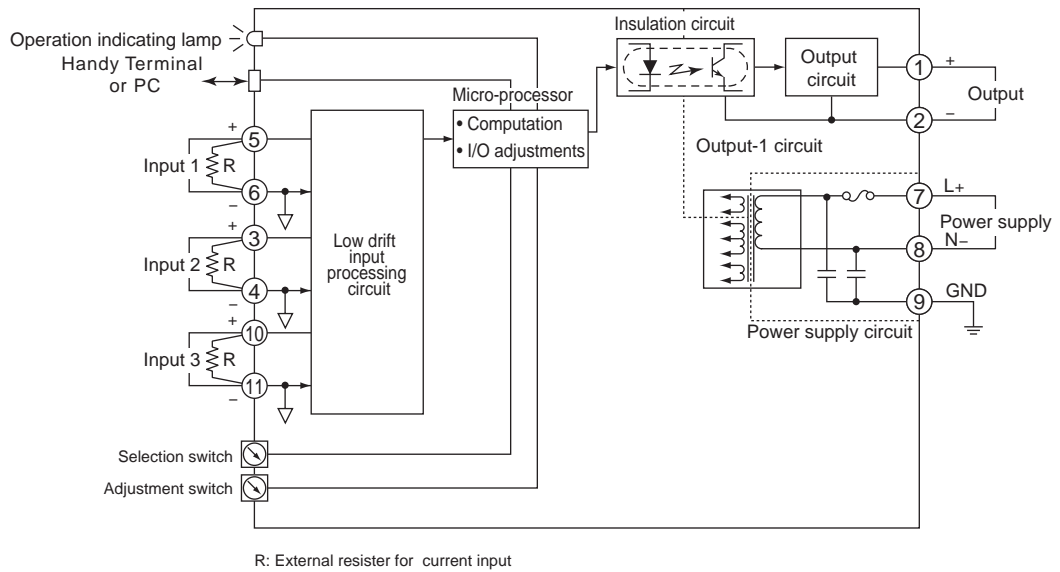 Insulation circuit
Operation indicating lamp
Handy Terminal
or PC
Output
circuit
1
+
Output
2
−
Micro-processor
• Computation
• I/O adjustments
Output-1 circuit
+
5
Input 1
R
6
−
+
3
Input 2
R
4
−
+
10
Input 3
R
11
−
Low drift
input
processing
circuit
7
L+
Power supply
8
N−
9
GND
Power supply circuit
Selection switch
Adjustment switch
R: External resister for current input